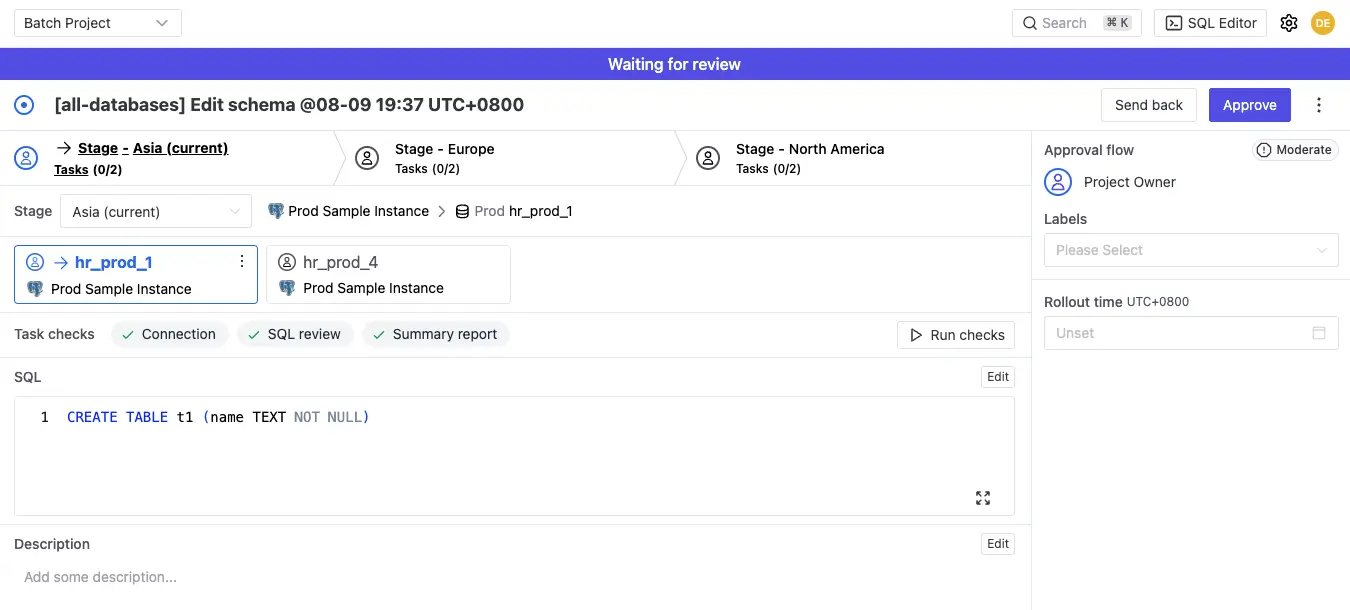 Batch Project
Search ⌘ K
SQL Editor
DE
Waiting for review
[all-databases] Edit schema @08-09 19:37 UTC+0800
Send back
Approve
→ Stage - Asia (current)
Tasks (0/2)
Stage - Europe
Tasks (0/2)
Stage - North America
Tasks (0/2)
Stage
Asia (current)
Prod Sample Instance > Prod hr_prod_1
→ hr_prod_1
Prod Sample Instance
hr_prod_4
Prod Sample Instance
Task checks
Connection
SQL review
Summary report
Run checks
SQL
Edit
1 CREATE TABLE t1 (name TEXT NOT NULL)
Description
Edit
Add some description...
Approval flow
Moderate
Project Owner
Labels
Please Select
Rollout time UTC+0800
Unset